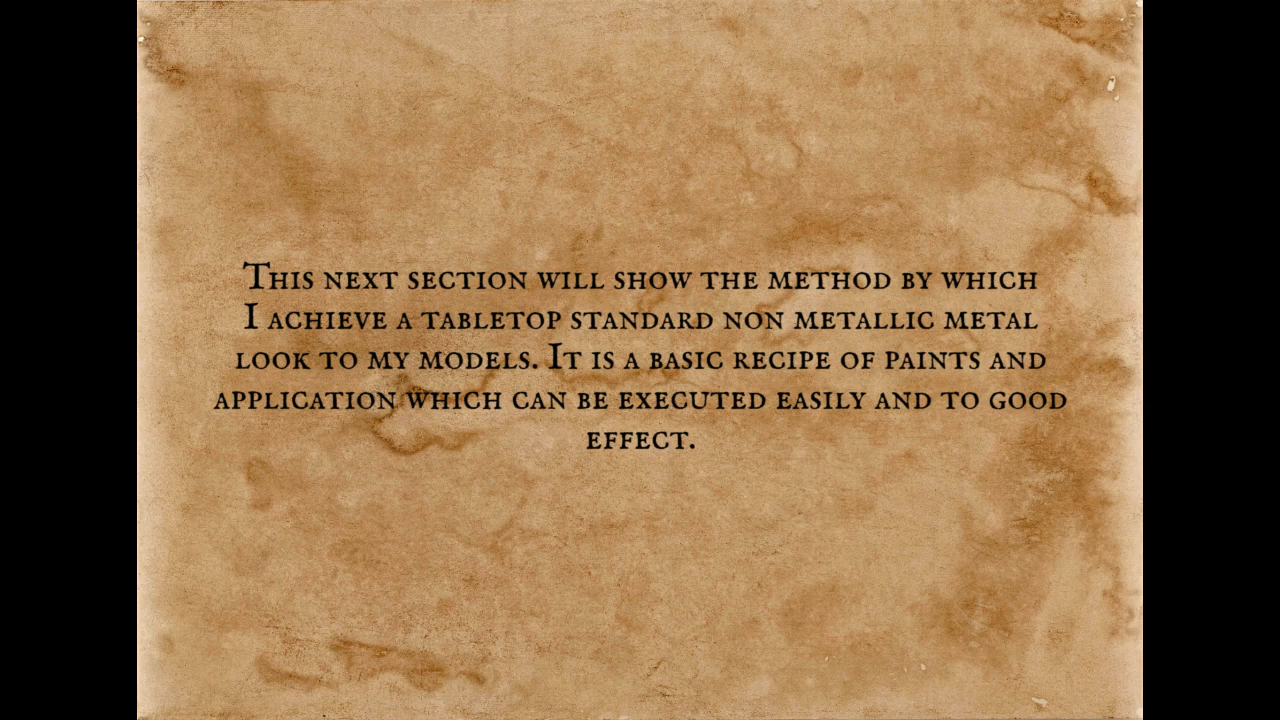 This next section will show the method by which
I achieve a tabletop standard non metallic metal
look to my models. It is a basic recipe of paints and
application which can be executed easily and to good
effect.